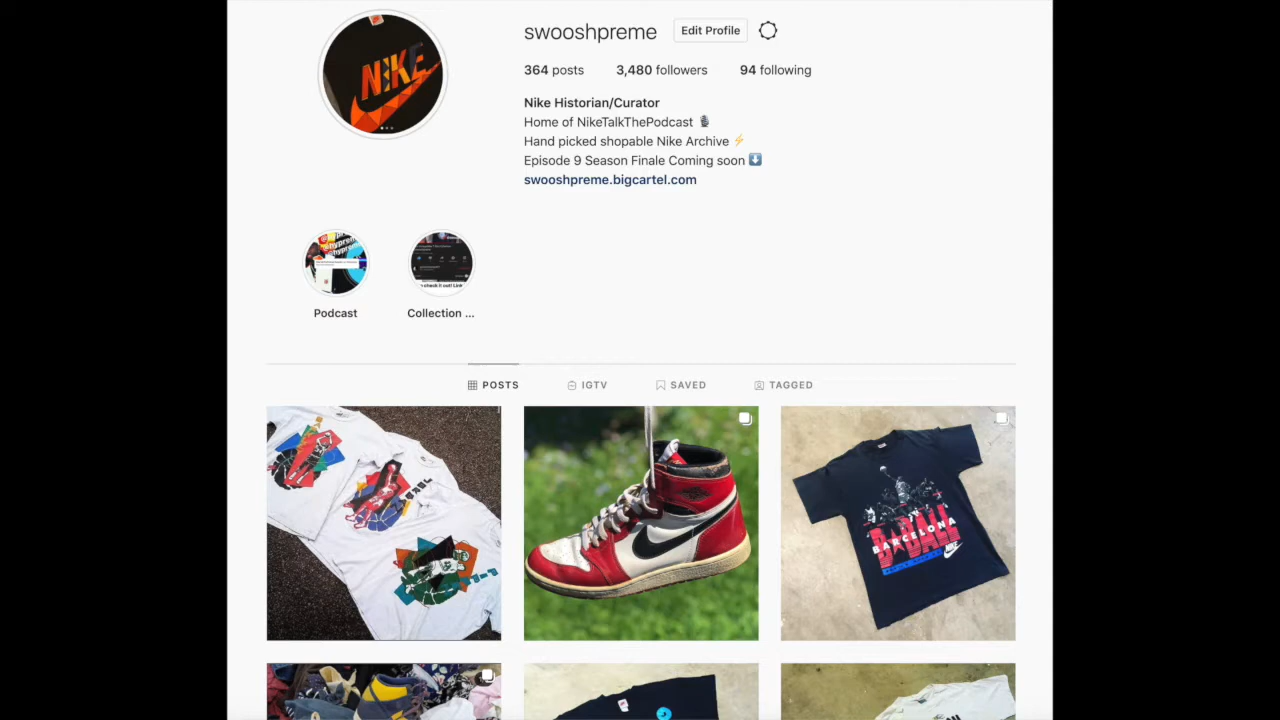 NIKE
swooshpreme Edit Profile
364 posts 3,480 followers 94 following
Nike Historian/Curator
Home of NikeTalkThePodcast 🎙️
Hand picked shopable Nike Archive ⚡
Episode 9 Season Finale Coming soon ⬇️
swooshpreme.bigcartel.com
Podcast Collection ...
POSTS IGTV SAVED TAGGED
BARCELONA
B★BALL
NIKE